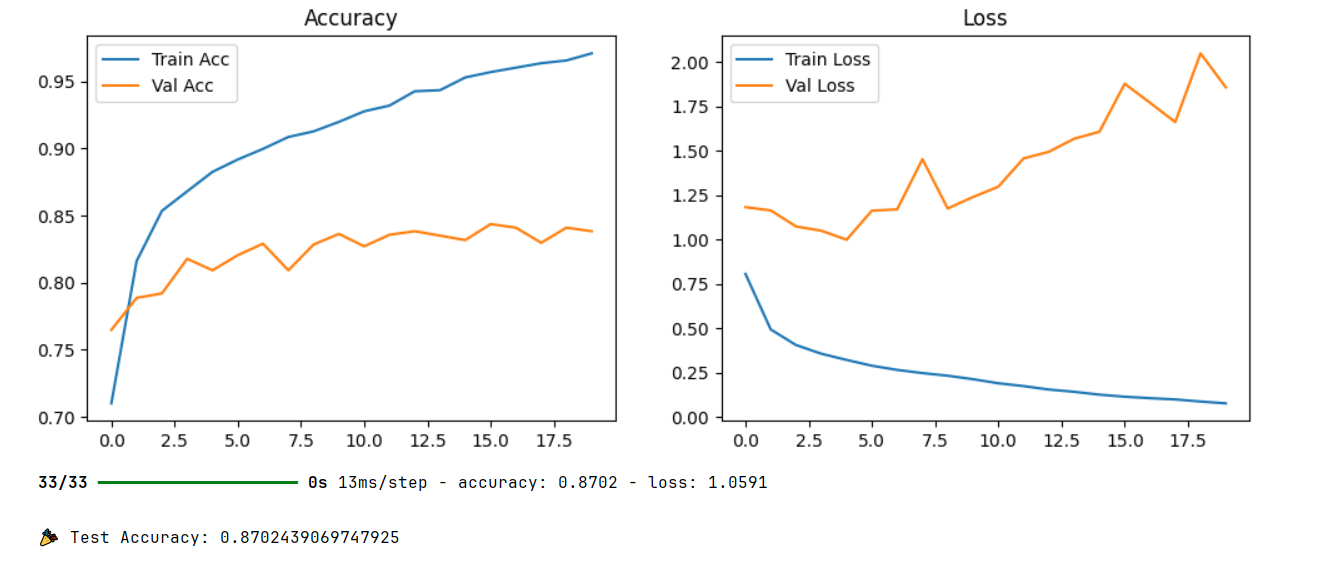 Accuracy
Train Acc
Val Acc
0.95
0.90
0.85
0.80
0.75
0.70
0.0 2.5 5.0 7.5 10.0 12.5 15.0 17.5
Loss
Train Loss
Val Loss
2.00
1.75
1.50
1.25
1.00
0.75
0.50
0.25
0.00
0.0 2.5 5.0 7.5 10.0 12.5 15.0 17.5
33/33 0s 13ms/step - accuracy: 0.8702 - loss: 1.0591
🎉 Test Accuracy: 0.8702439069747925